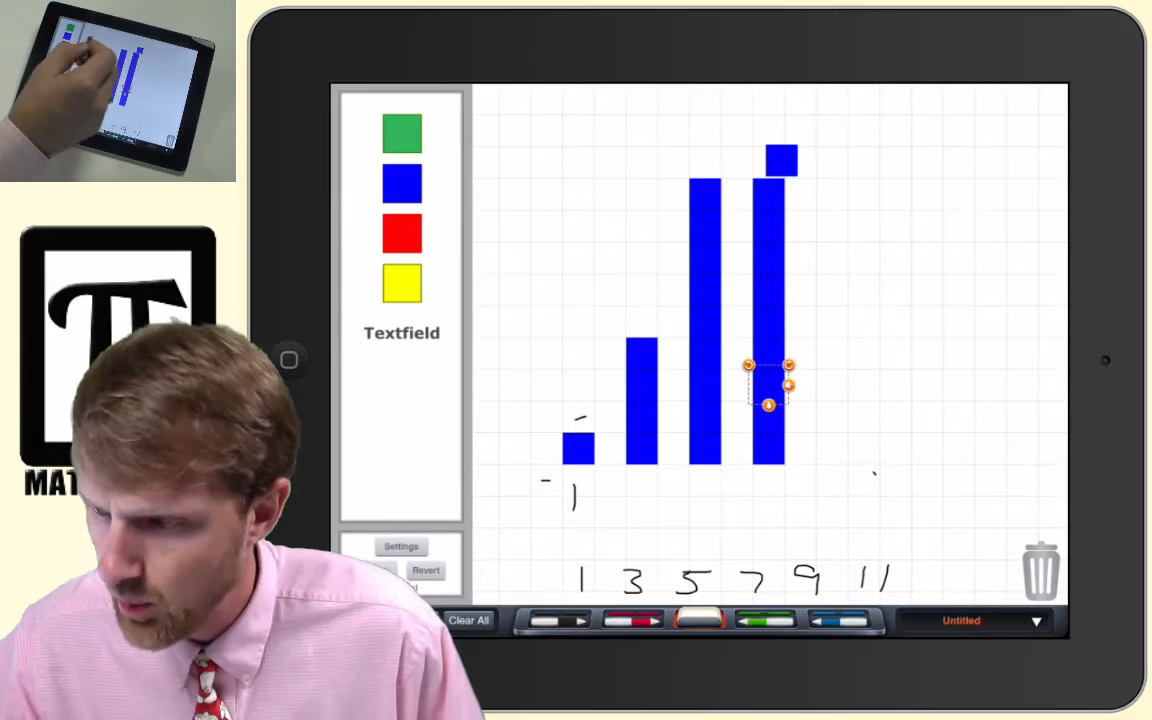 Textfield
1
Settings
Revert
1 3 5 7 9 11
Clear All
Untitled
MAT